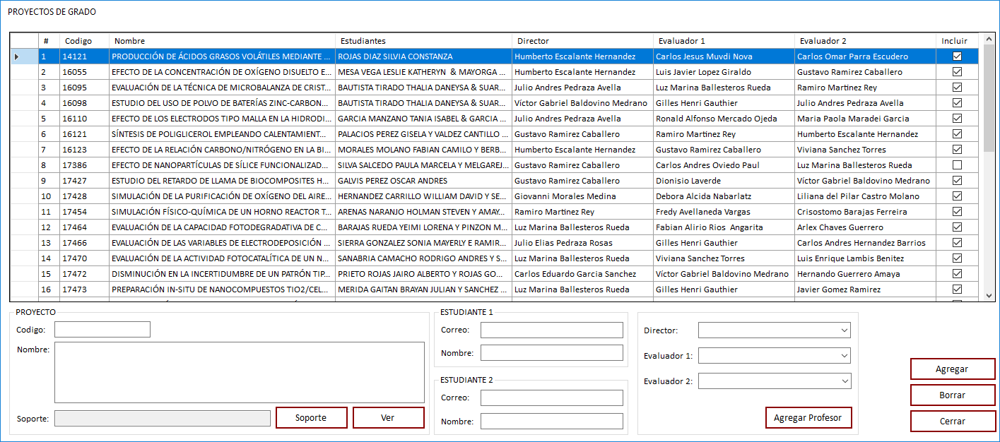 PROYECTOS DE GRADO
# Codigo Nombre Estudiantes Director Evaluador 1 Evaluador 2 Incluir
1 14121 PRODUCCIÓN DE ÁCIDOS GRASOS VOLÁTILES MEDIANTE ... ROJAS DIAZ SILVIA CONSTANZA Humberto Escalante Hernandez Carlos Jesus Muvdi Nova Carlos Omar Parra Escudero
2 16055 EFECTO DE LA CONCENTRACIÓN DE OXÍGENO DISUELTO E... MESA VEGA LESLIE KATHERYN & MAYORGA ... Humberto Escalante Hernandez Luis Javier Lopez Giraldo Gustavo Ramirez Caballero
3 16095 EVALUACIÓN DE LA TÉCNICA DE MICROBALANZA DE CRIST... BAUTISTA TIRADO THALIA DANEYSA & SUAR... Julio Andres Pedraza Avella Luz Marina Ballesteros Rueda Ramiro Martinez Rey
4 16098 ESTUDIO DEL USO DE POLVO DE BATERÍAS ZINC-CARBON... BAUTISTA TIRADO THALIA DANEYSA & SUAR... Víctor Gabriel Baldovino Medrano Gilles Henri Gauthier Julio Andres Pedraza Avella
5 16110 EFECTO DE LOS ELECTRODOS TIPO MALLA EN LA HIDRODI... GARCIA MANZANO TANIA ISABEL & GARCIA ... Julio Andres Pedraza Avella Ronald Alfonso Mercado Ojeda Maria Paola Maradei Garcia
6 16121 SÍNTESIS DE POLIGLICEROL EMPLEANDO CALENTAMIENT... PALACIOS PEREZ GISELA Y VALDEZ CANTILLO ... Gustavo Ramirez Caballero Ramiro Martinez Rey Humberto Escalante Hernandez
7 16123 EFECTO DE LA RELACIÓN CARBONO/NITRÓGENO EN LA BI... MORALES MOLANO FABIAN CAMILO Y BERB... Humberto Escalante Hernandez Gustavo Ramirez Caballero Viviana Sanchez Torres
8 17386 EFECTO DE NANOPARTÍCULAS DE SÍLICE FUNCIONALIZAD... SILVA SALCEDO PAULA MARCELA Y MELGAREJ... Gustavo Ramirez Caballero Carlos Andres Oviedo Paul Luz Marina Ballesteros Rueda
9 17427 ESTUDIO DEL RETARDO DE LLAMA DE BIOCOMPOSITES H... GALVIS PEREZ OSCAR ANDRES Gustavo Ramirez Caballero Dionisio Laverde Víctor Gabriel Baldovino Medrano
10 17428 SIMULACIÓN DE LA PURIFICACIÓN DE OXÍGENO DEL AIRE... HERNANDEZ CARRILLO WILLIAM DAVID Y SE... Giovanni Morales Medina Debora Alcida Nabarlatz Liliana del Pilar Castro Molano
11 17454 SIMULACIÓN FÍSICO-QUÍMICA DE UN HORNO REACTOR T... ARENAS NARANJO HOLMAN STEVEN Y AMAY... Ramiro Martinez Rey Fredy Avellaneda Vargas Crisostomo Barajas Ferreira
12 17464 EVALUACIÓN DE LA CAPACIDAD FOTODEGRADATIVA DE C... BARAJAS RUEDA YEIMI LORENA Y PINZON M... Luz Marina Ballesteros Rueda Fabian Alirio Rios Angarita Arlex Chaves Guerrero
13 17466 EVALUACIÓN DE LAS VARIABLES DE ELECTRODEPOSICIÓN ... SIERRA GONZALEZ SONIA MAYERLY E RAMIR... Julio Elias Pedraza Rosas Gilles Henri Gauthier Carlos Andres Hernandez Barrios
14 17470 EVALUACIÓN DE LA ACTIVIDAD FOTOCATALÍTICA DE UN N... SANABRIA CAMACHO RODRIGO ANDRES Y S... Luz Marina Ballesteros Rueda Viviana Sanchez Torres Luis Enrique Lambis Benitez
15 17472 DISMINUCIÓN EN LA INCERTIDUMBRE DE UN PATRÓN TIP... PRIETO ROJAS JAIRO ALBERTO Y ROJAS GO... Carlos Eduardo Garcia Sanchez Víctor Gabriel Baldovino Medrano Hernando Guerrero Amaya
16 17473 PREPARACIÓN IN-SITU DE NANOCOMPUESTOS TIO2/CEL... MERIDA GAITAN BRAYAN JULIAN Y SANCHEZ ... Luz Marina Ballesteros Rueda Gilles Henri Gauthier Javier Gomez Ramirez
PROYECTO
Codigo:
Nombre:
Soporte: Soporte Ver
ESTUDIANTE 1
Correo:
Nombre:
ESTUDIANTE 2
Correo:
Nombre:
Director:
Evaluador 1:
Evaluador 2:
Agregar Profesor
Agregar
Borrar
Cerrar